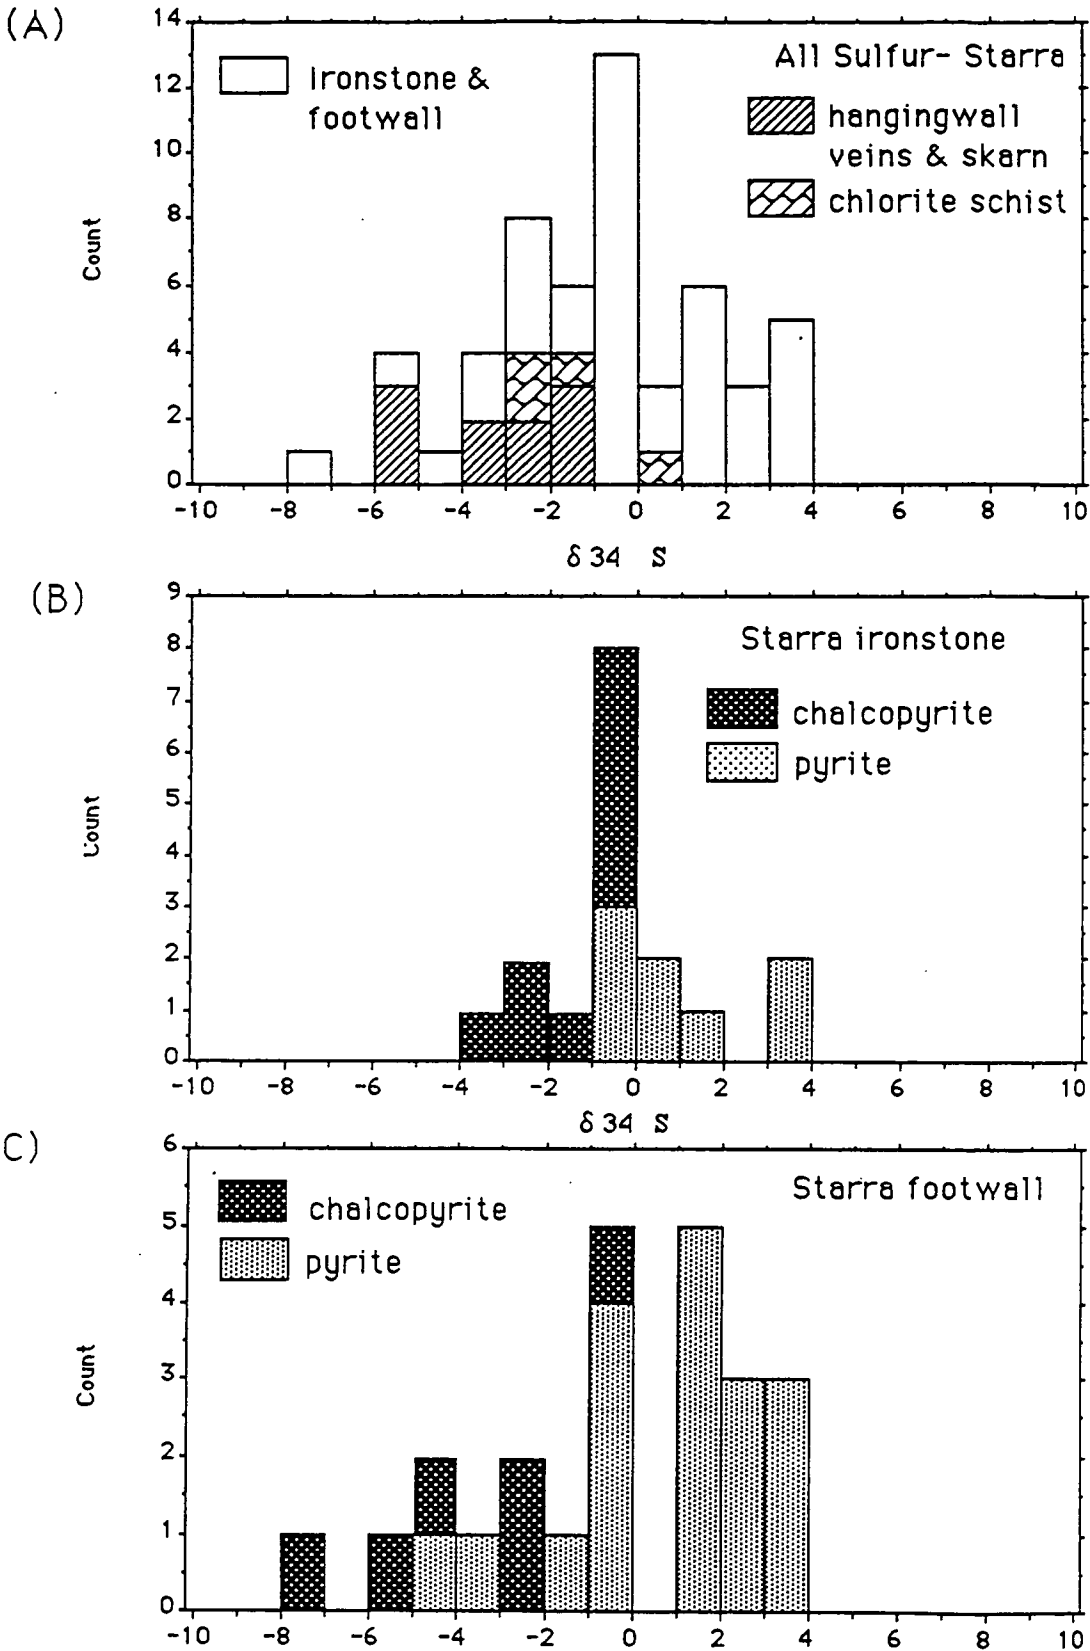 (A)
All Sulfur- Starra
Ironstone &
footwall
hangingwall
veins & skarn
chlorite schist
Count
14
12
10
8
6
4
2
0
-10 -8 -6 -4 -2 0 2 4 6 8 10
δ 34 S
(B)
Starra ironstone
chalcopyrite
pyrite
Count
9
8
7
6
5
4
3
2
1
0
-10 -8 -6 -4 -2 0 2 4 6 8 10
δ 34 S
C)
Starra footwall
chalcopyrite
pyrite
Count
6
5
4
3
2
1
0
-10 -8 -6 -4 -2 0 2 4 6 8 10